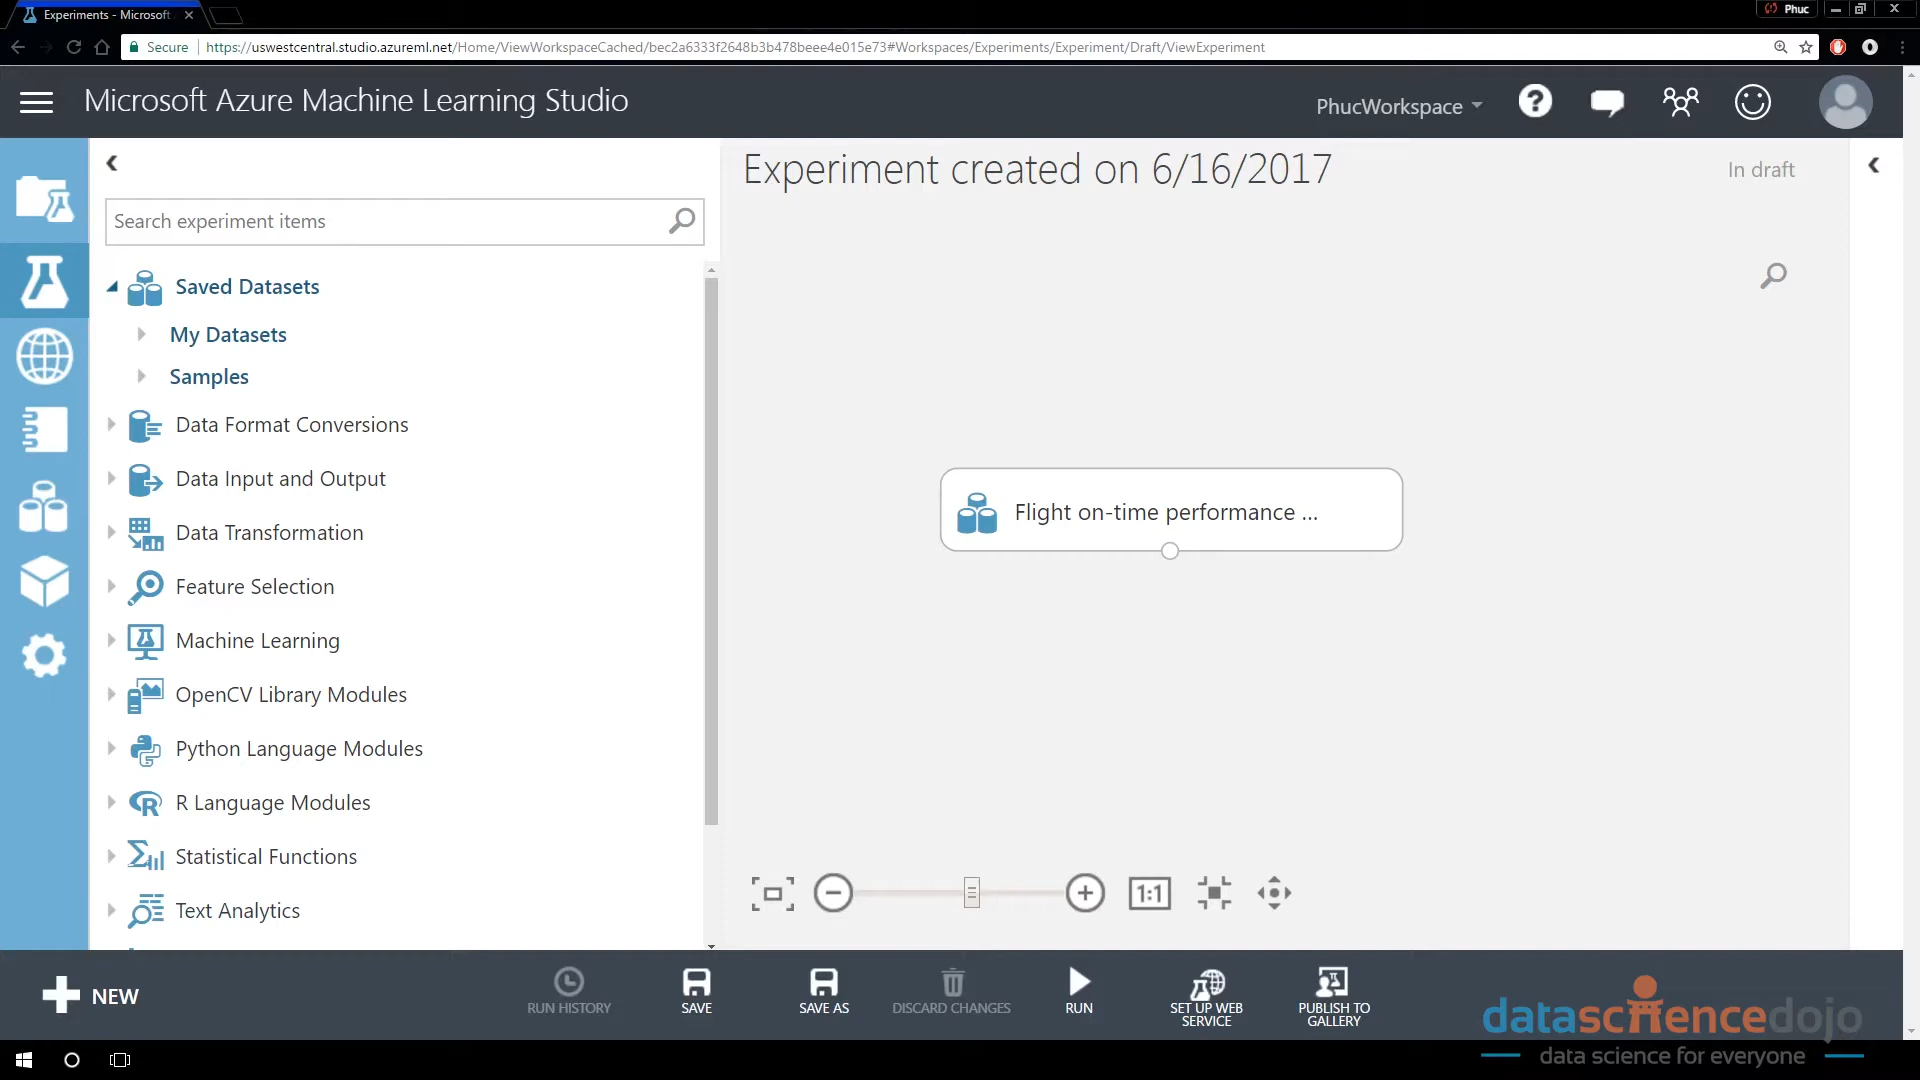 Experiments - Microsoft
Phuc
Secure
https://uswestcentral.studio.azureml.net/Home/ViewWorkspaceCached/bec2a6333f2648b3b478beee4e015e73#Workspaces/Experiments/Experiment/Draft/ViewExperiment
Microsoft Azure Machine Learning Studio
PhucWorkspace
?
Experiment created on 6/16/2017
In draft
Search experiment items
Saved Datasets
My Datasets
Samples
Data Format Conversions
Data Input and Output
Data Transformation
Feature Selection
Machine Learning
OpenCV Library Modules
Python Language Modules
R Language Modules
Statistical Functions
Text Analytics
Flight on-time performance ...
1:1
NEW
RUN HISTORY
SAVE
SAVE AS
DISCARD CHANGES
RUN
SET UP WEB
SERVICE
PUBLISH TO
GALLERY
datasciencedojo
data science for everyone